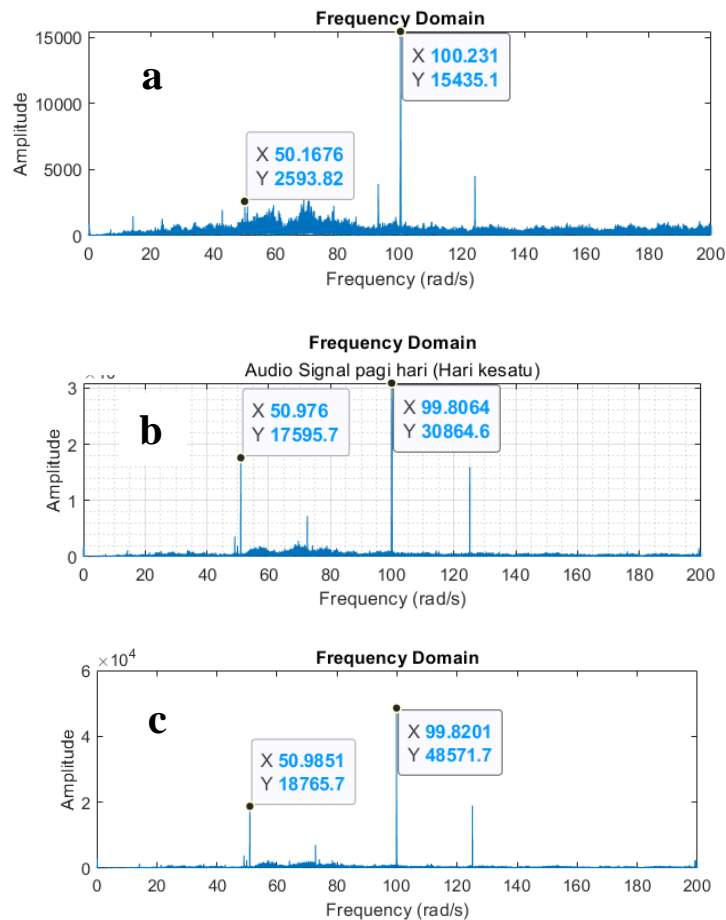 Frequency Domain
15000
10000
5000
0
Amplitude
a
X 50.1676
Y 2593.82
X 100.231
Y 15435.1
0 20 40 60 80 100 120 140 160 180 200
Frequency (rad/s)
Frequency Domain
Audio Signal pagi hari (Hari kesatu)
3
2
1
0
Amplitude
b
X 50.976
Y 17595.7
X 99.8064
Y 30864.6
0 20 40 60 80 100 120 140 160 180 200
Frequency (rad/s)
Frequency Domain
×10⁴
6
4
2
0
Amplitude
c
X 50.9851
Y 18765.7
X 99.8201
Y 48571.7
0 20 40 60 80 100 120 140 160 180 200
Frequency (rad/s)